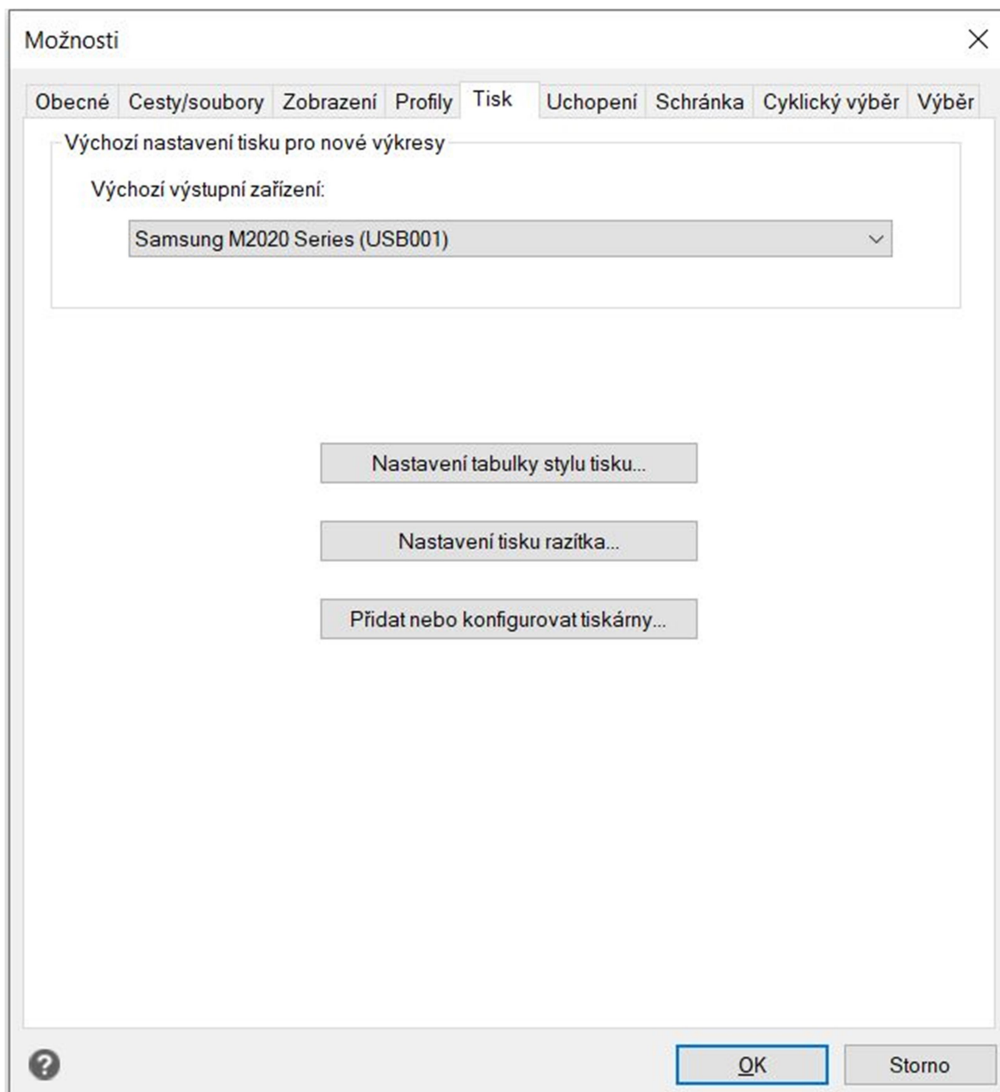 Možnosti
Obecné Cesty/soubory Zobrazení Profily Tisk Uchopení Schránka Cyklický výběr Výběr
Výchozí nastavení tisku pro nové výkresy
Výchozí výstupní zařízení:
Samsung M2020 Series (USB001)
Nastavení tabulky stylu tisku...
Nastavení tisku razítka...
Přidat nebo konfigurovat tiskárny...
?
OK Storno